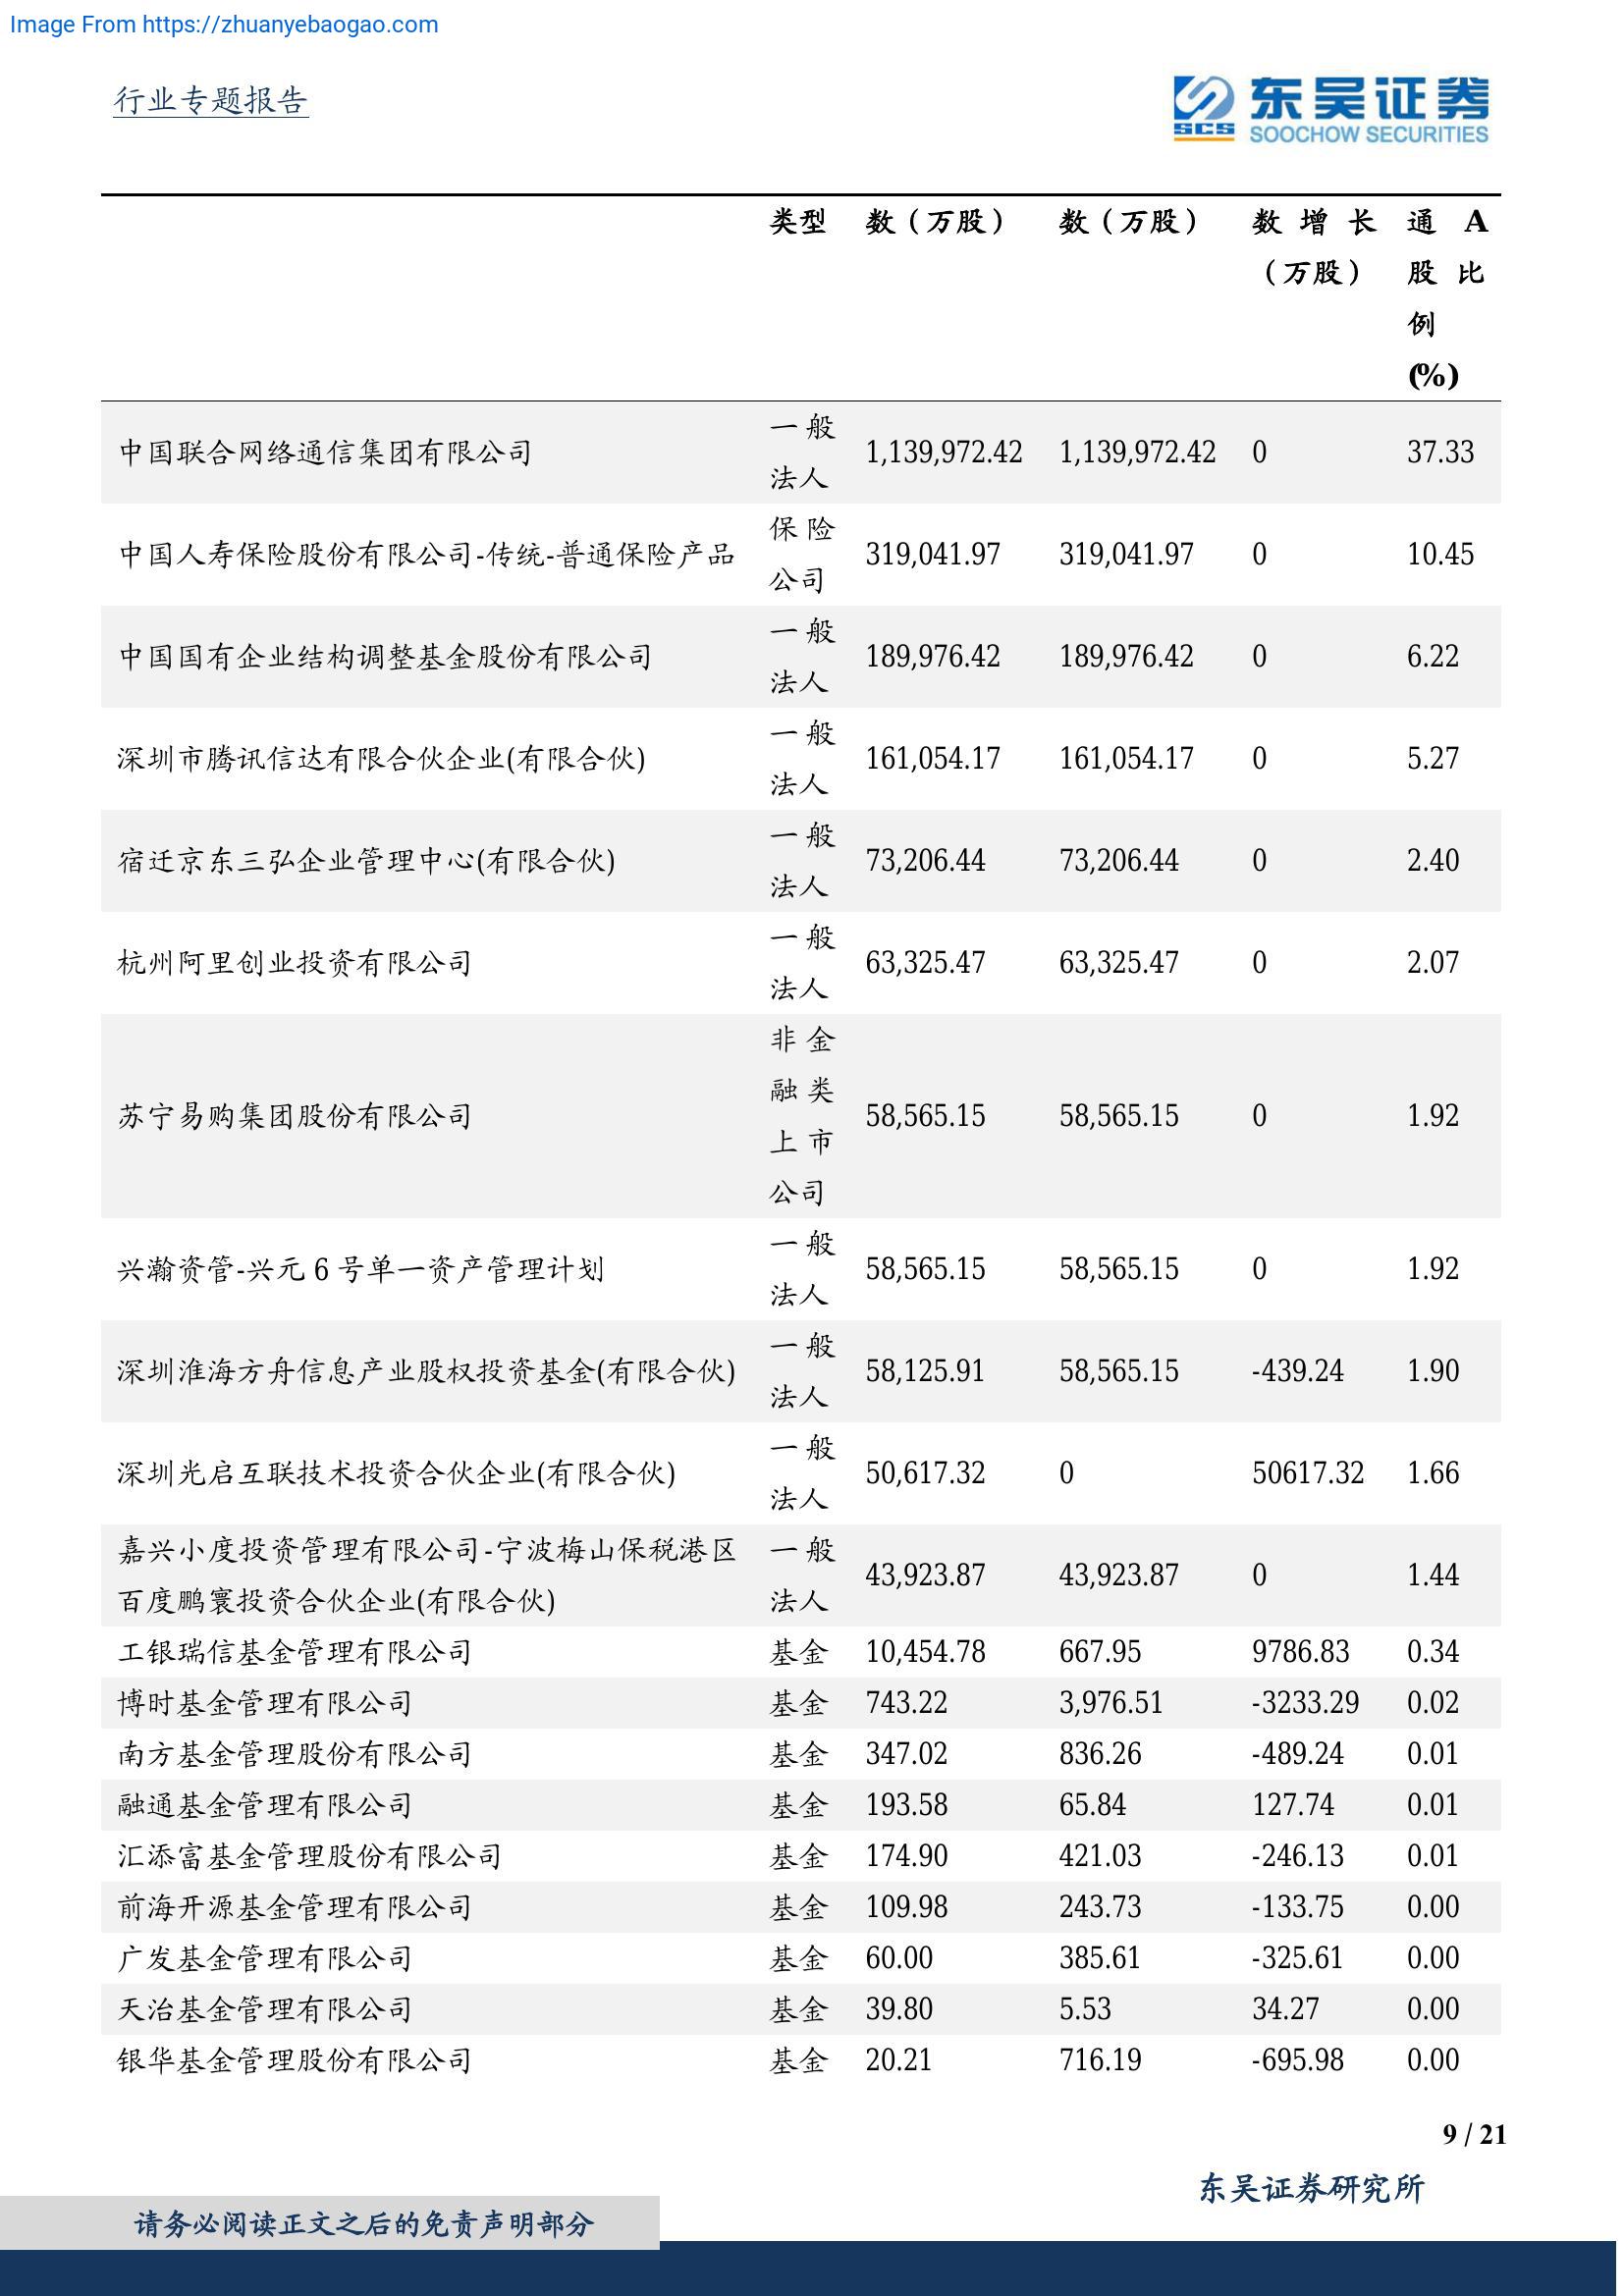 Image From https://zhuanyebaogao.com
行业专题报告
SCS
东吴证券
SOOCHOW SECURITIES
类型 数（万股） 数（万股） 数增长 通 A
（万股） 股比
例
(%)
一般
中国联合网络通信集团有限公司 1,139,972.42 1,139,972.42 0 37.33
法人
保险
中国人寿保险股份有限公司-传统-普通保险产品 319,041.97 319,041.97 0 10.45
公司
一般
中国国有企业结构调整基金股份有限公司 189,976.42 189,976.42 0 6.22
法人
一般
深圳市腾讯信达有限合伙企业(有限合伙) 161,054.17 161,054.17 0 5.27
法人
一般
宿迁京东三弘企业管理中心(有限合伙) 73,206.44 73,206.44 0 2.40
法人
一般
杭州阿里创业投资有限公司 63,325.47 63,325.47 0 2.07
法人
非金
融类
苏宁易购集团股份有限公司 58,565.15 58,565.15 0 1.92
上市
公司
一般
兴瀚资管-兴元 6 号单一资产管理计划 58,565.15 58,565.15 0 1.92
法人
一般
深圳淮海方舟信息产业股权投资基金(有限合伙) 58,125.91 58,565.15 -439.24 1.90
法人
一般
深圳光启互联技术投资合伙企业(有限合伙) 50,617.32 0 50617.32 1.66
法人
嘉兴小度投资管理有限公司-宁波梅山保税港区 一般
43,923.87 43,923.87 0 1.44
百度鹏寰投资合伙企业(有限合伙) 法人
工银瑞信基金管理有限公司 基金 10,454.78 667.95 9786.83 0.34
博时基金管理有限公司 基金 743.22 3,976.51 -3233.29 0.02
南方基金管理股份有限公司 基金 347.02 836.26 -489.24 0.01
融通基金管理有限公司 基金 193.58 65.84 127.74 0.01
汇添富基金管理股份有限公司 基金 174.90 421.03 -246.13 0.01
前海开源基金管理有限公司 基金 109.98 243.73 -133.75 0.00
广发基金管理有限公司 基金 60.00 385.61 -325.61 0.00
天治基金管理有限公司 基金 39.80 5.53 34.27 0.00
银华基金管理股份有限公司 基金 20.21 716.19 -695.98 0.00
9 / 21
东吴证券研究所
请务必阅读正文之后的免责声明部分